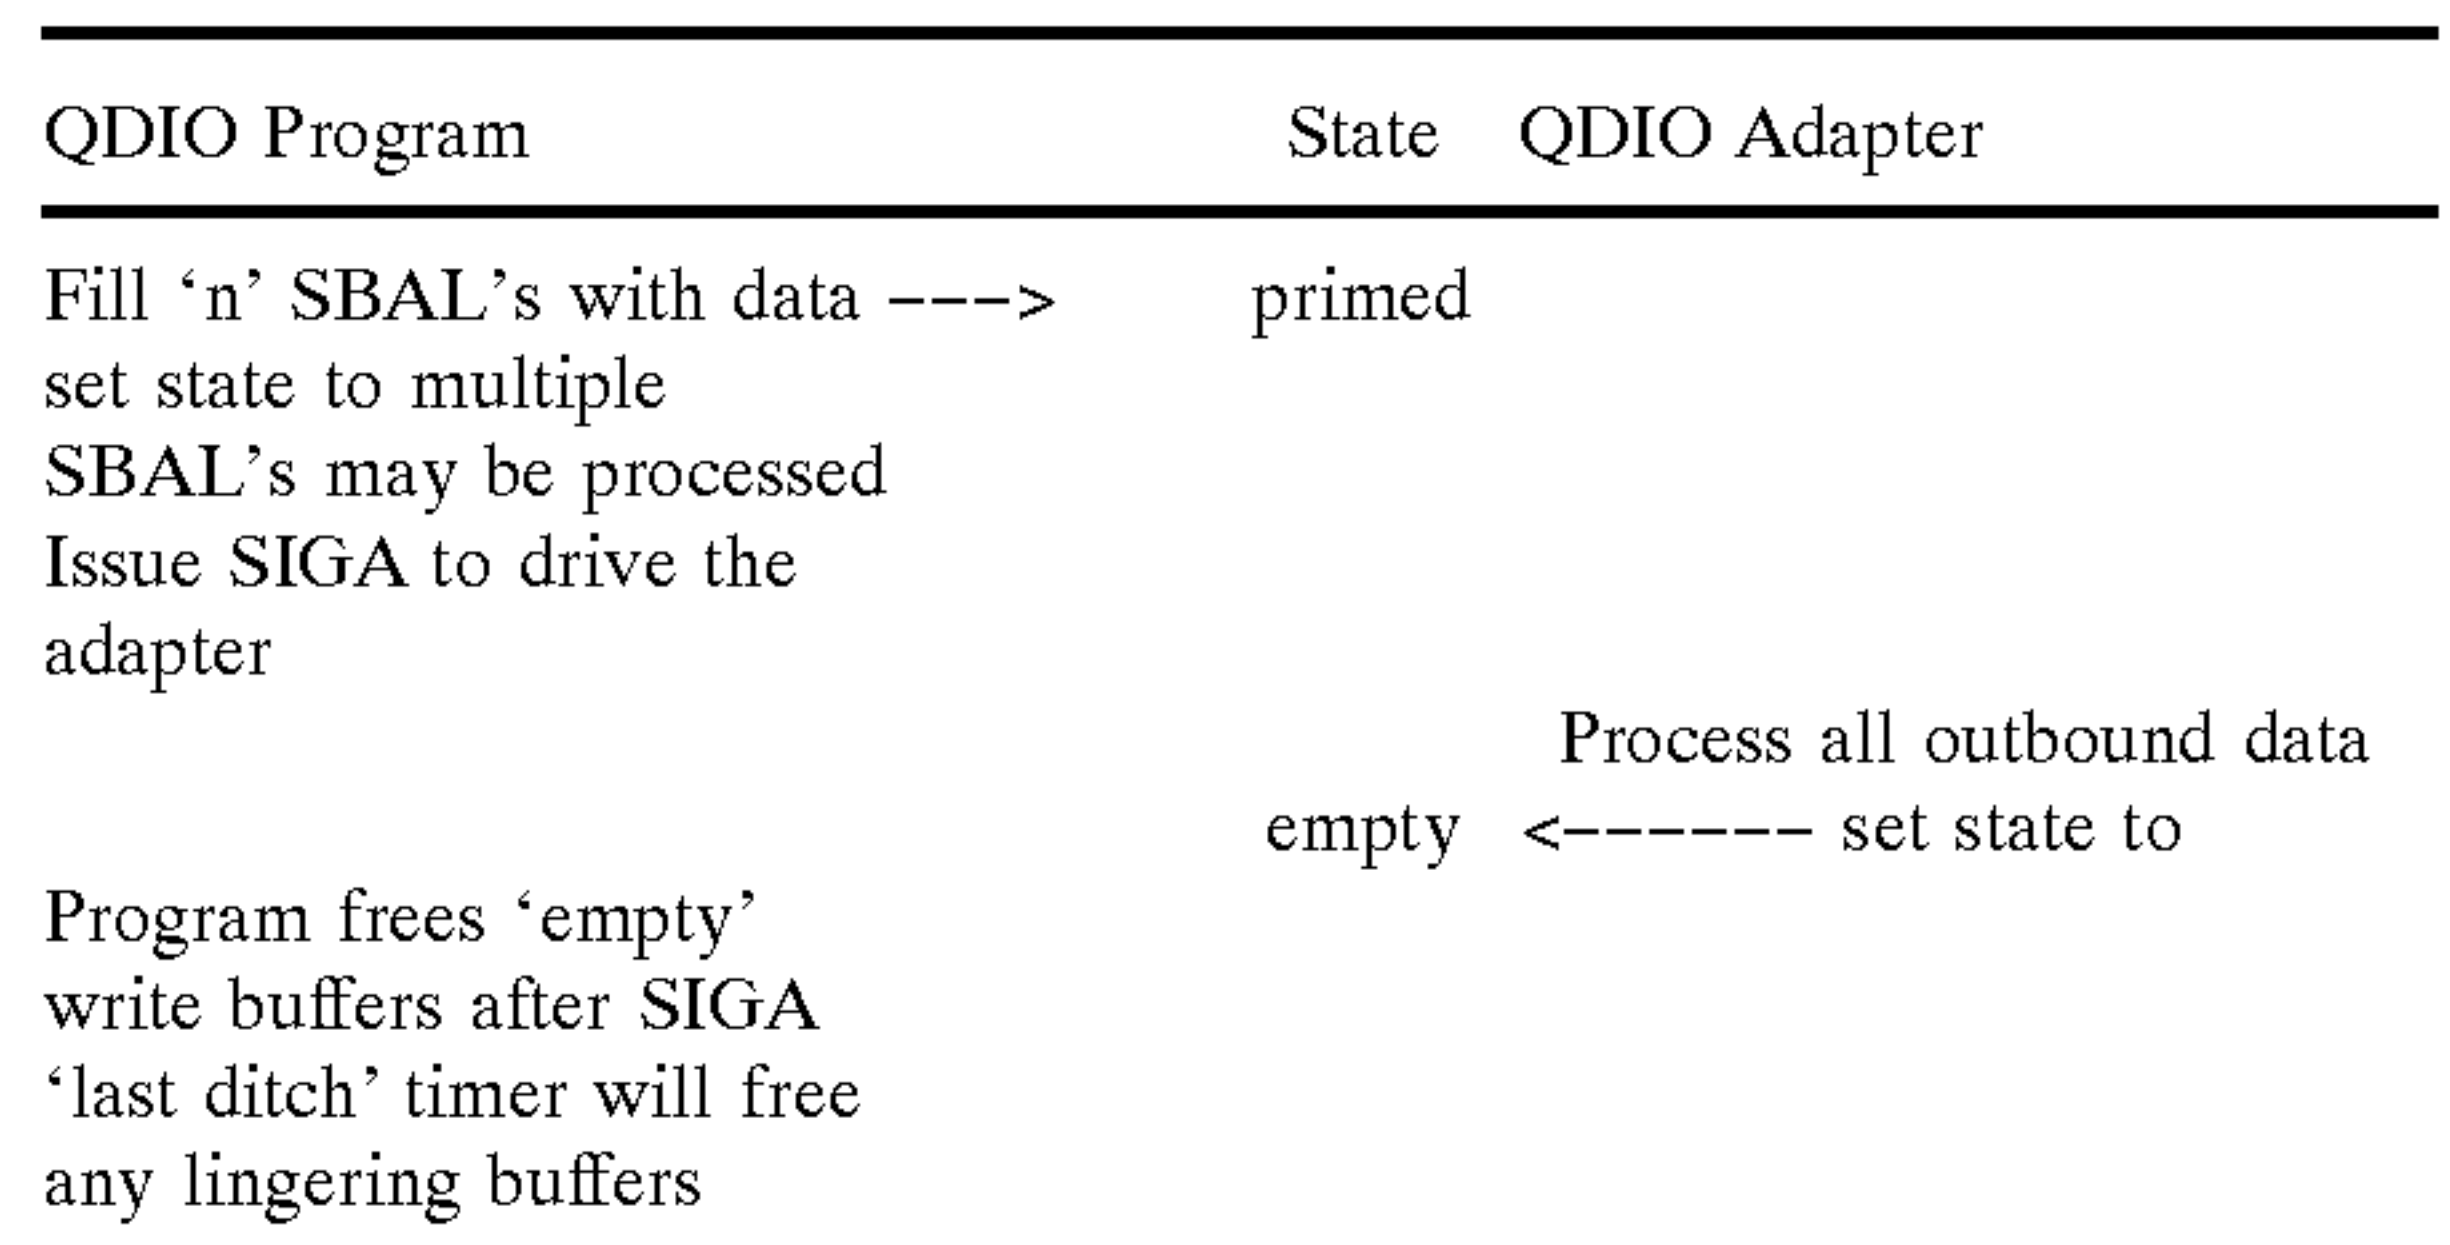 QDIO Program State QDIO Adapter
Fill ‘n’ SBAL’s with data ---> primed
set state to multiple
SBAL’s may be processed
Issue SIGA to drive the
adapter
Process all outbound data
empty <------ set state to
Program frees ‘empty’
write buffers after SIGA
‘last ditch’ timer will free
any lingering buffers